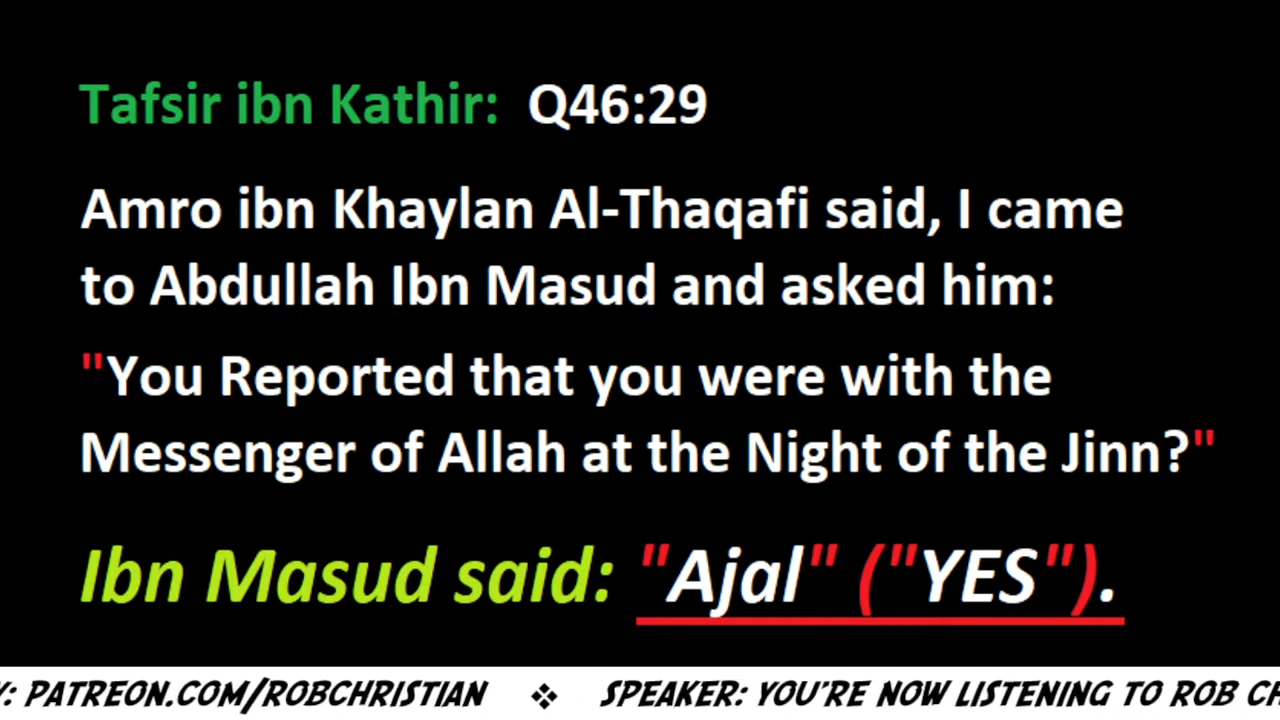 Tafsir ibn Kathir: Q46:29
Amro ibn Khaylan Al-Thaqafi said, I came
to Abdullah Ibn Masud and asked him:
"You Reported that you were with the
Messenger of Allah at the Night of the Jinn?"
Ibn Masud said: "Ajal" ("YES").
: PATREON.COM/ROBCHRISTIAN ❖ SPEAKER: YOU'RE NOW LISTENING TO ROB